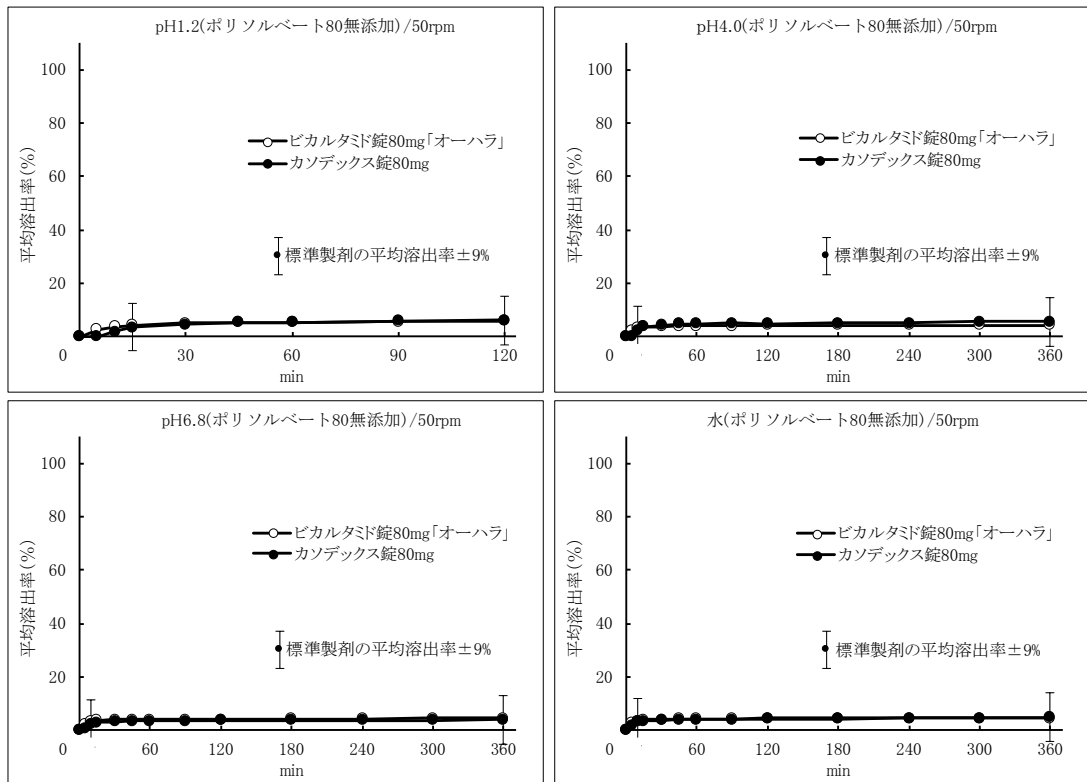 pH1.2(ポリソルベート80無添加)/50rpm
100
80
60
40
20
0
30
60
90
120
平均溶出率(%)
min
ビカルタミド錠80mg「オーハラ」
カソデックス錠80mg
標準製剤の平均溶出率±9%
pH4.0(ポリソルベート80無添加)/50rpm
100
80
60
40
20
0
60
120
180
240
300
360
平均溶出率(%)
min
ビカルタミド錠80mg「オーハラ」
カソデックス錠80mg
標準製剤の平均溶出率±9%
pH6.8(ポリソルベート80無添加)/50rpm
100
80
60
40
20
0
60
120
180
240
300
360
平均溶出率(%)
min
ビカルタミド錠80mg「オーハラ」
カソデックス錠80mg
標準製剤の平均溶出率±9%
水(ポリソルベート80無添加)/50rpm
100
80
60
40
20
0
60
120
180
240
300
360
平均溶出率(%)
min
ビカルタミド錠80mg「オーハラ」
カソデックス錠80mg
標準製剤の平均溶出率±9%